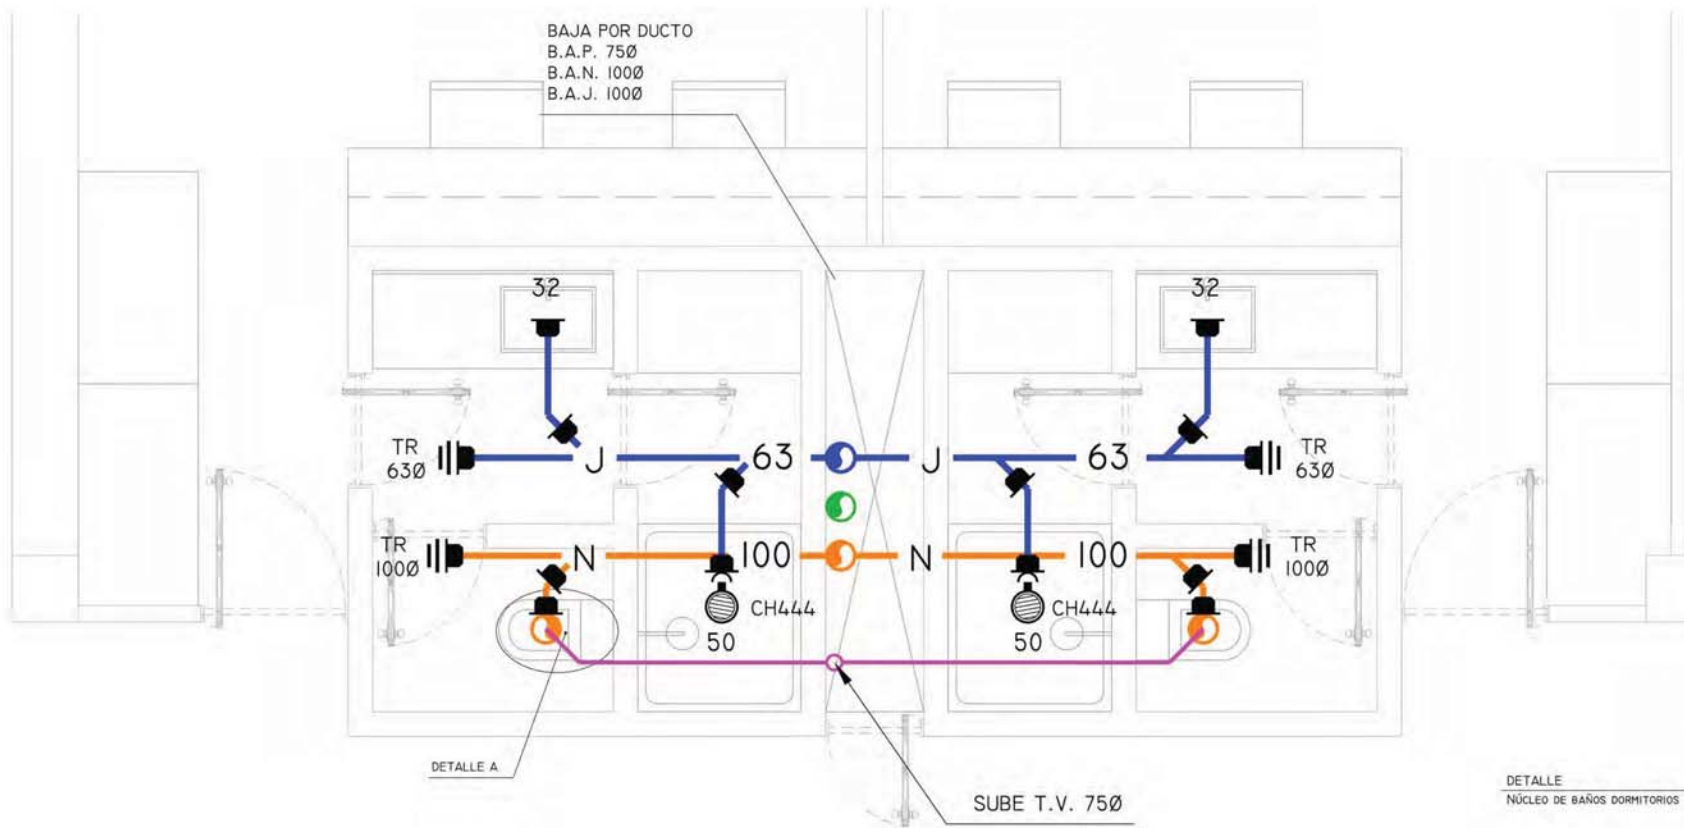 BAJA POR DUCTO
B.A.P. 75Ø
B.A.N. 100Ø
B.A.J. 100Ø
32
32
TR
63Ø
J
63
J
63
TR
63Ø
TR
100Ø
N
100
N
100
TR
100Ø
CH444
50
CH444
50
DETALLE A
SUBE T.V. 75Ø
DETALLE
NÚCLEO DE BAÑOS DORMITORIOS